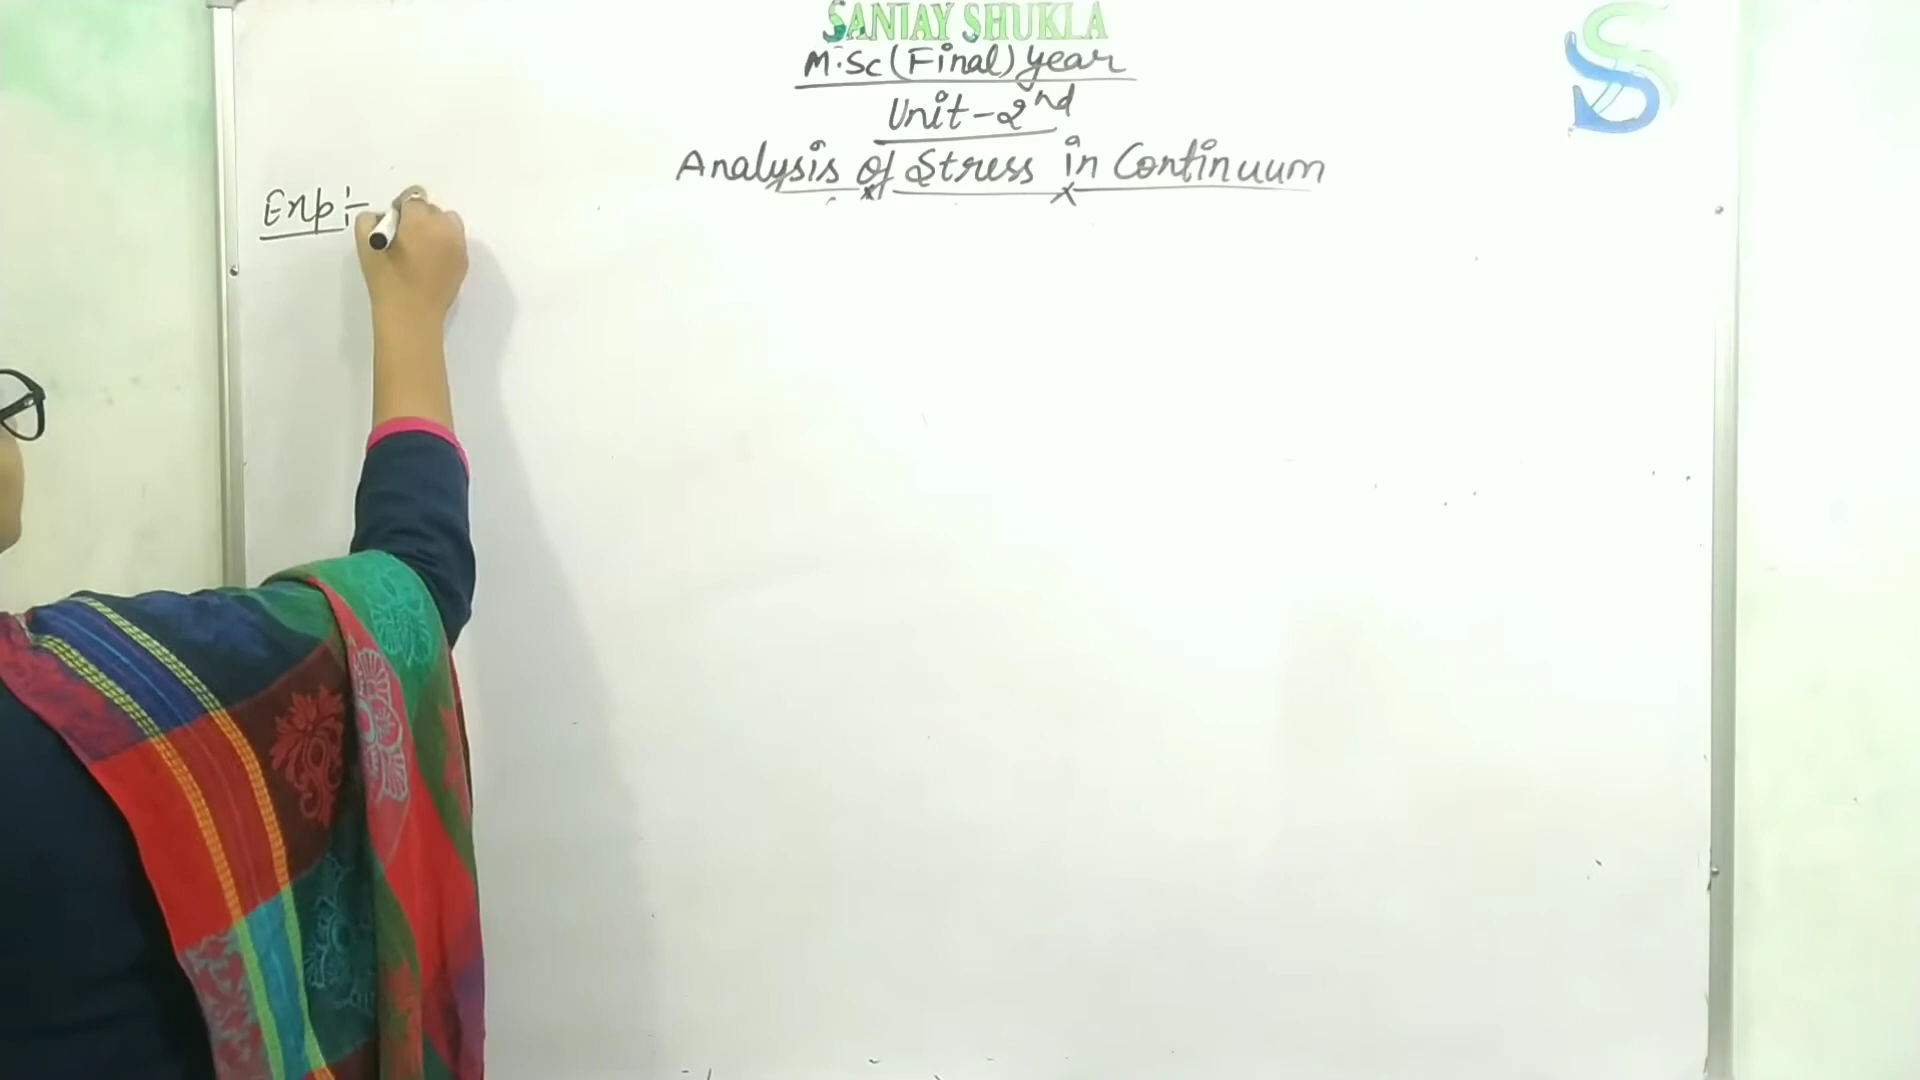 SANJAY SHUKLA
M.Sc (Final) year
Unit-2nd
Analysis of Stress in Continuum
Exp:-